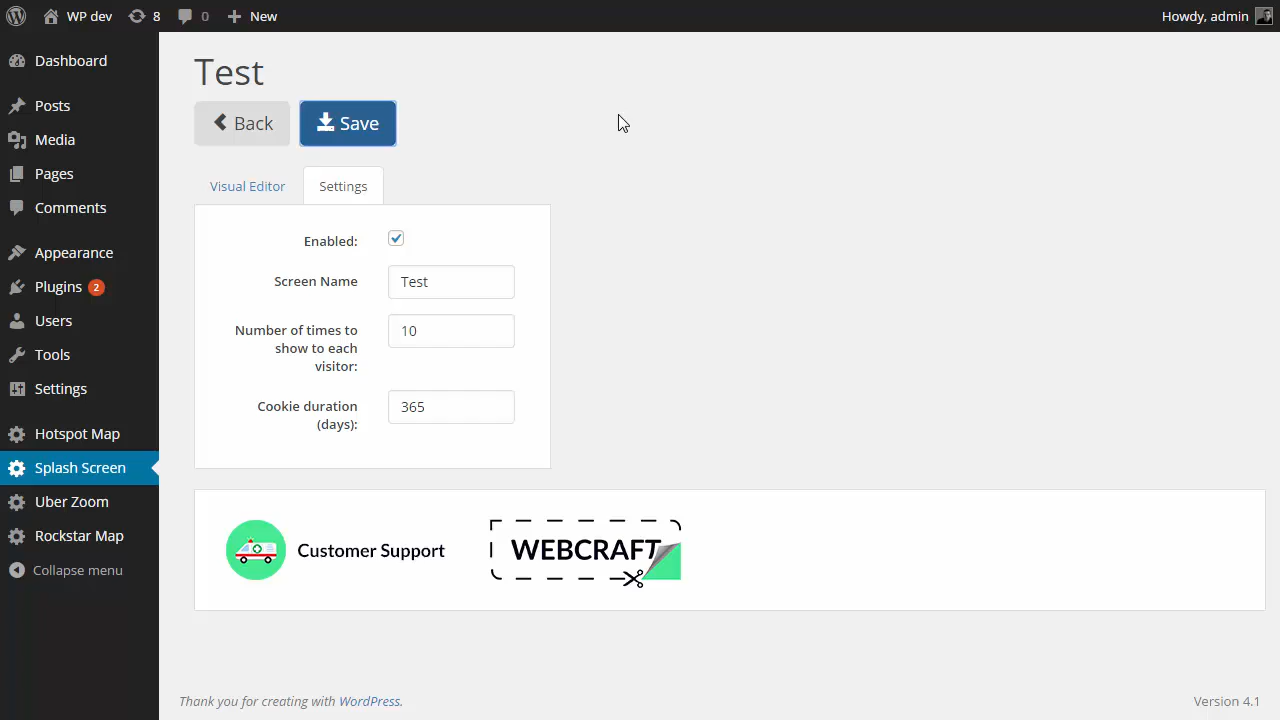 WP dev 8 0 New Howdy, admin
Dashboard
Posts
Media
Pages
Comments
Appearance
Plugins 2
Users
Tools
Settings
Hotspot Map
Splash Screen
Uber Zoom
Rockstar Map
Collapse menu
Test
Back Save
Visual Editor Settings
Enabled:
Screen Name Test
Number of times to 10
show to each
visitor:
Cookie duration 365
(days):
Customer Support WEBCRAFT
Thank you for creating with WordPress. Version 4.1